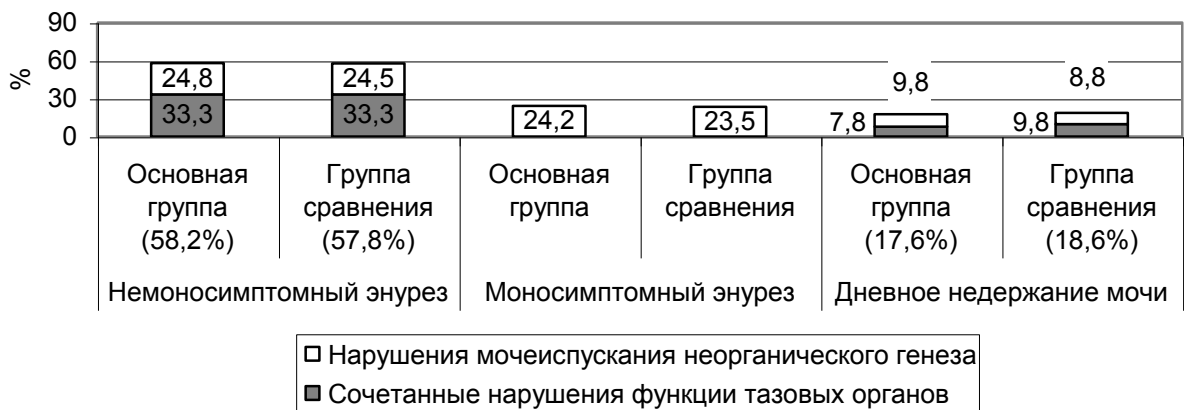 90
60
30
0
%
24,8
24,5
9,8
8,8
33,3
33,3
24,2
23,5
7,8
9,8
Основная группа (58,2%)
Группа сравнения (57,8%)
Основная группа
Группа сравнения
Основная группа (17,6%)
Группа сравнения (18,6%)
Немоносимптомный энурез
Моносимптомный энурез
Дневное недержание мочи
Нарушения мочеиспускания неорганического генеза
Сочетанные нарушения функции тазовых органов